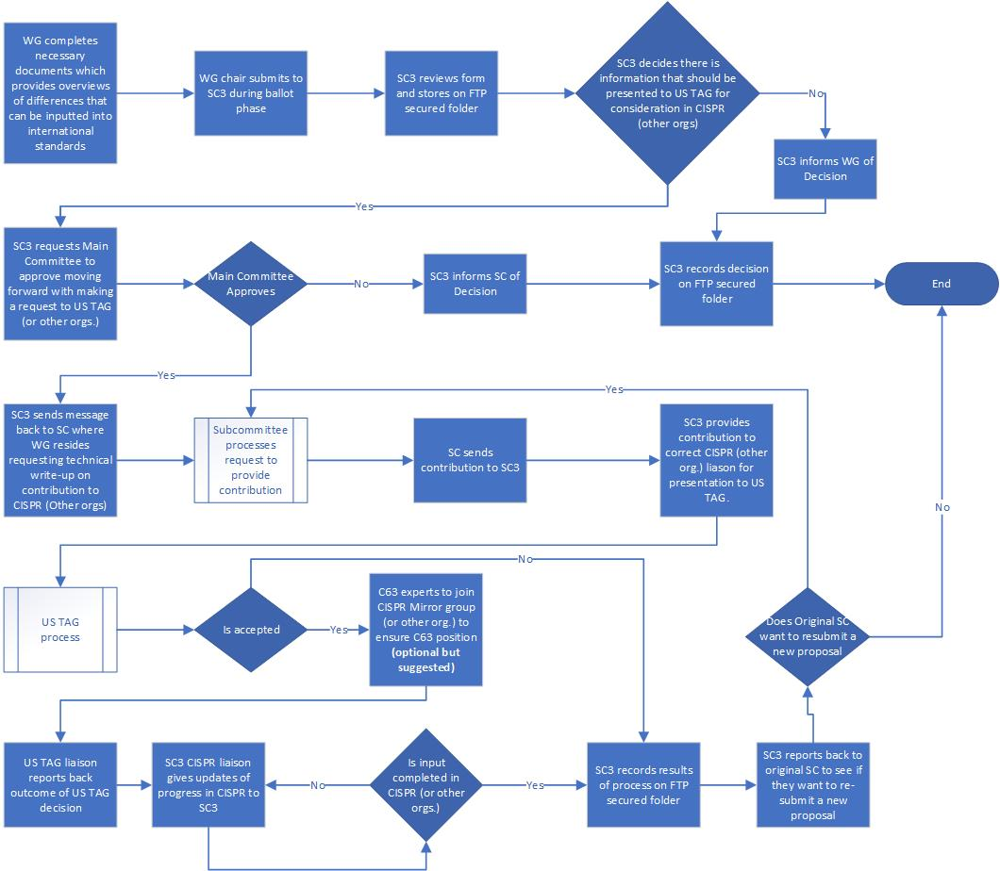 WG completes
necessary
documents which
provides overviews
of differences that
can be inputted into
international
standards
WG chair submits to
SC3 during ballot
phase
SC3 reviews form
and stores on FTP
secured folder
SC3 decides there is
information that should be
presented to US TAG for
consideration in CISPR
(other orgs)
No
SC3 informs WG of
Decision
Yes
SC3 requests Main
Committee to
approve moving
forward with making
a request to US TAG
(or other orgs.)
Main Committee
Approves
No
SC3 informs SC of
Decision
SC3 records decision
on FTP secured
folder
End
Yes
SC3 sends message
back to SC where
WG resides
requesting technical
write-up on
contribution to
CISPR (Other orgs)
Yes
Subcommittee
processes
request to
provide
contribution
SC sends
contribution to SC3
SC3 provides
contribution to
correct CISPR (other
org.) liason for
presentation to US
TAG.
No
US TAG
process
Is accepted
No
Yes
C63 experts to join
CISPR Mirror group
(or other org.) to
ensure C63 position
(optional but
suggested)
Does Original SC
want to resubmit a
new proposal
US TAG liaison
reports back
outcome of US TAG
decision
SC3 CISPR liaison
gives updates of
progress in CISPR to
SC3
No
Is input
completed in
CISPR (or other
orgs.)
Yes
SC3 records results
of process on FTP
secured folder
SC3 reports back to
original SC to see if
they want to re-
submit a new
proposal